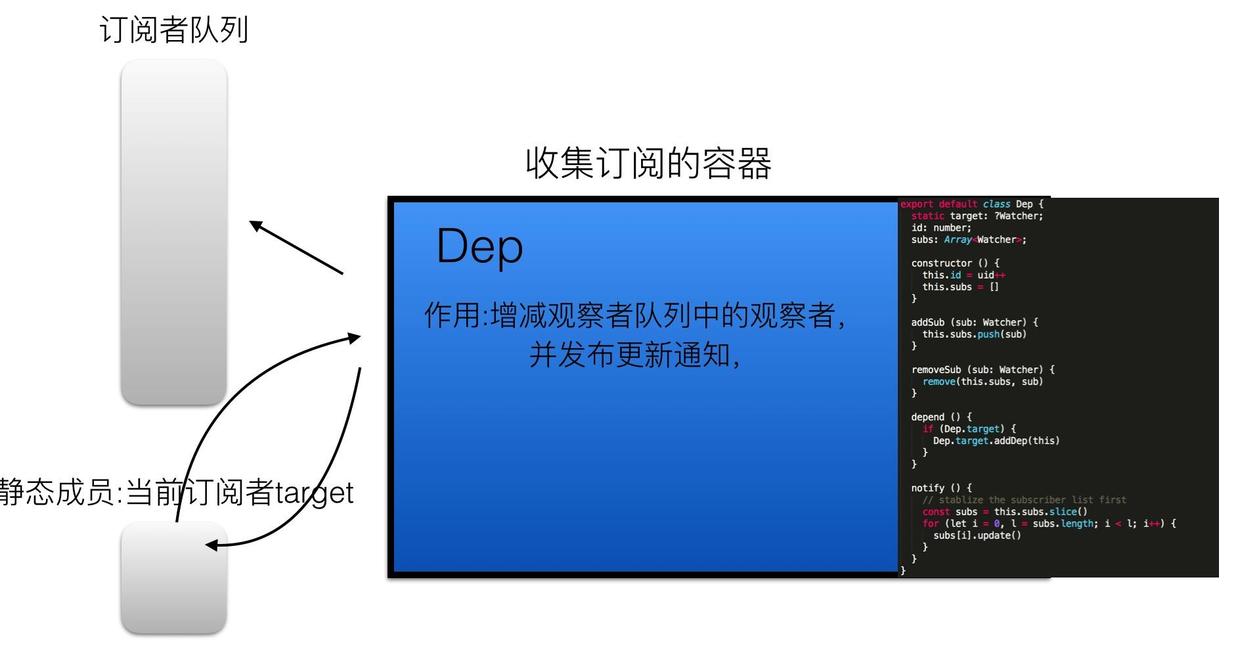 订阅者队列
收集订阅的容器
Dep
作用:增减观察者队列中的观察者,
并发布更新通知,
静态成员:当前订阅者target
export default class Dep {
static target: ?Watcher;
id: number;
subs: Array<Watcher>;
constructor () {
this.id = uid++
this.subs = []
}
addSub (sub: Watcher) {
this.subs.push(sub)
}
removeSub (sub: Watcher) {
remove(this.subs, sub)
}
depend () {
if (Dep.target) {
Dep.target.addDep(this)
}
}
notify () {
// stablize the subscriber list first
const subs = this.subs.slice()
for (let i = 0, l = subs.length; i < l; i++) {
subs[i].update()
}
}
}